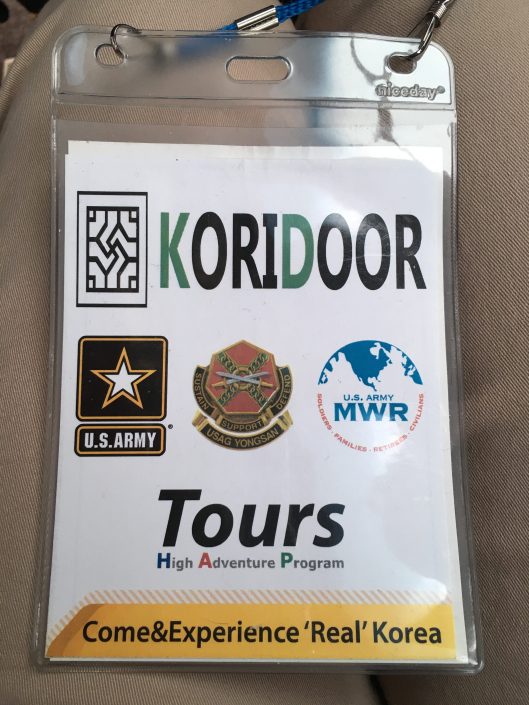 niceday®
KORIDOOR
U.S. ARMY®
SUSTAIN SUPPORT DEFEND
USAG YONGSAN
U.S. ARMY
MWR
SOLDIERS · FAMILIES · RETIREES · CIVILIANS
Tours
High Adventure Program
Come&Experience 'Real' Korea